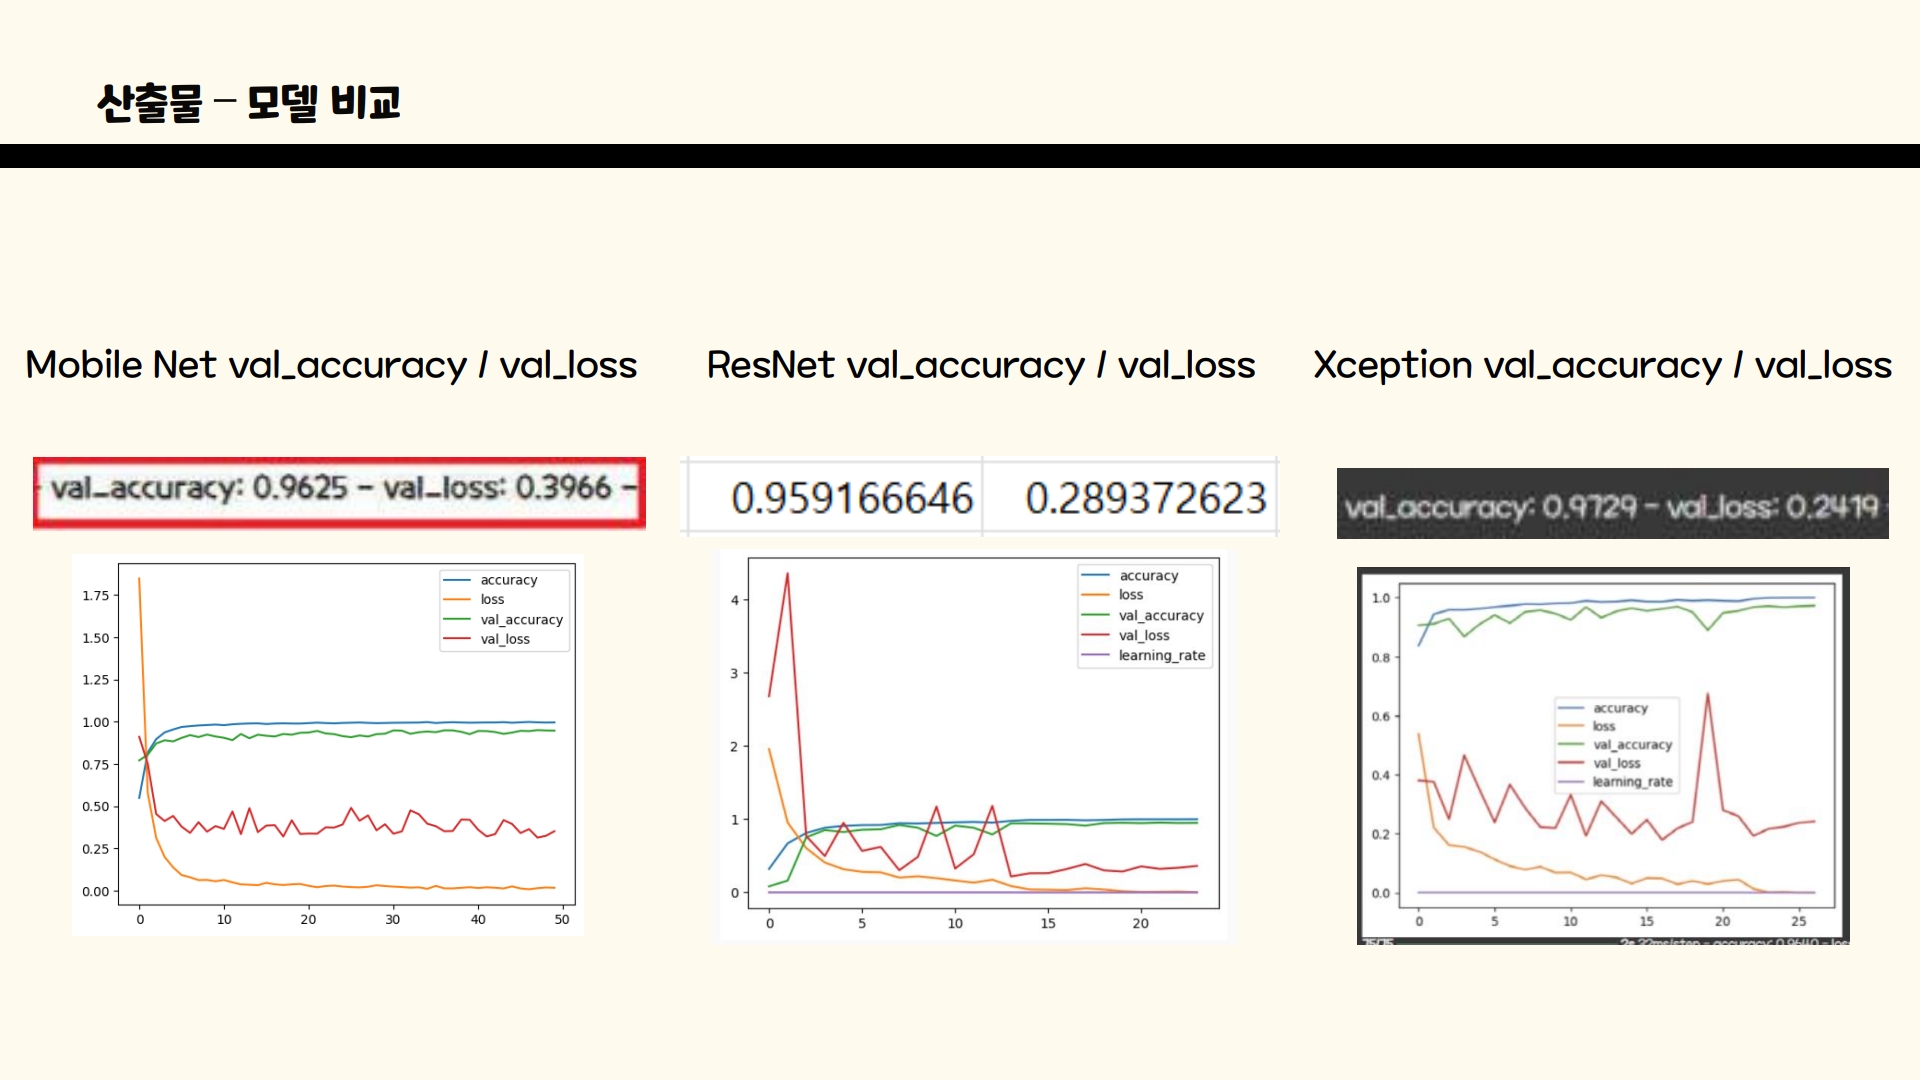 산출물 – 모델 비교
Mobile Net val_accuracy / val_loss
val_accuracy: 0.9625 - val_loss: 0.3966 -
accuracy
loss
val_accuracy
val_loss
1.75
1.50
1.25
1.00
0.75
0.50
0.25
0.00
0 10 20 30 40 50
ResNet val_accuracy / val_loss
0.959166646 0.289372623
accuracy
loss
val_accuracy
val_loss
learning_rate
4
3
2
1
0
0 5 10 15 20
Xception val_accuracy / val_loss
val_accuracy: 0.9729 - val_loss: 0.2419
1.0
0.8
0.6
0.4
0.2
0.0
accuracy
loss
val_accuracy
val_loss
learning_rate
0 5 10 15 20 25